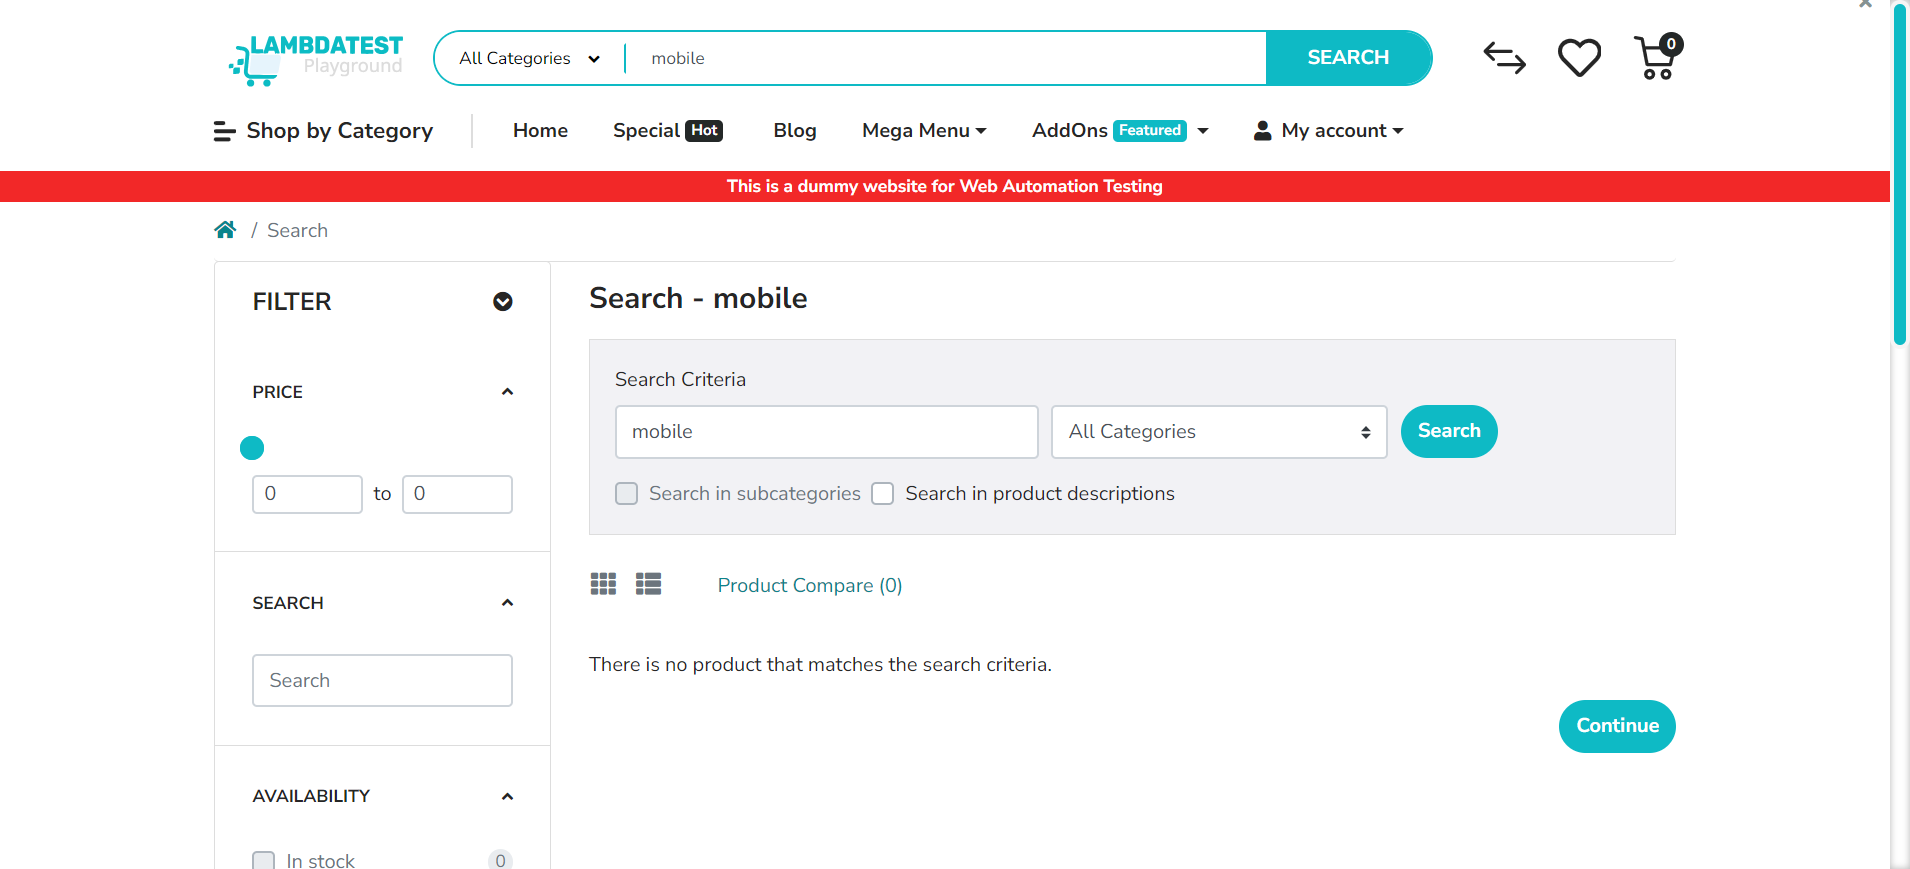 LAMBDATEST
Playground
All Categories
mobile
SEARCH
0
Shop by Category
Home
Special Hot
Blog
Mega Menu
AddOns Featured
My account
This is a dummy website for Web Automation Testing
/ Search
FILTER
PRICE
0 to 0
SEARCH
Search
AVAILABILITY
In stock 0
Search - mobile
Search Criteria
mobile
All Categories
Search
Search in subcategories
Search in product descriptions
Product Compare (0)
There is no product that matches the search criteria.
Continue